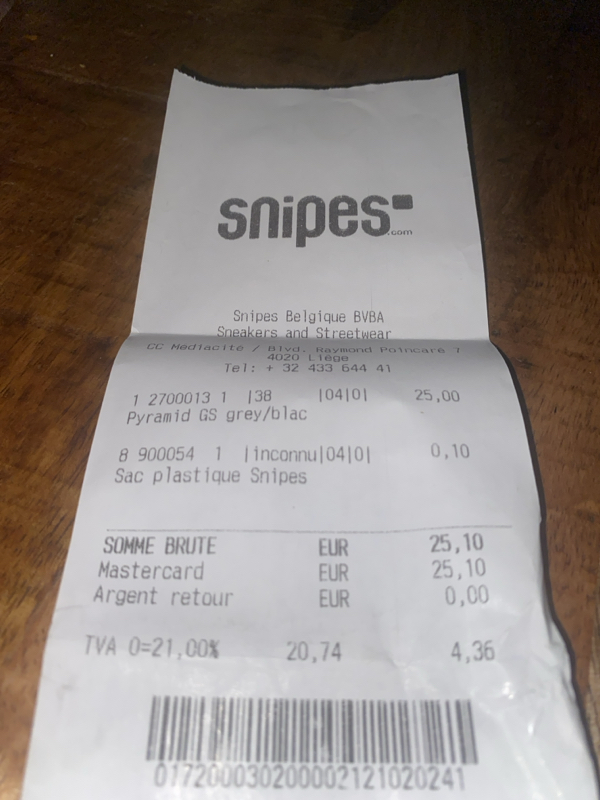 snipes
.com
Snipes Belgique BVBA
Sneakers and Streetwear
CC Mediacité / Blvd. Raymond Poincaré 7
4020 Liège
Tel: + 32 433 644 41
1 2700013 1 |38 |04|0| 25,00
Pyramid GS grey/blac
8 900054 1 |inconnu|04|0| 0,10
Sac plastique Snipes
SOMME BRUTE EUR 25,10
Mastercard EUR 25,10
Argent retour EUR 0,00
TVA 0=21,00% 20,74 4,36
017200030200002121020241